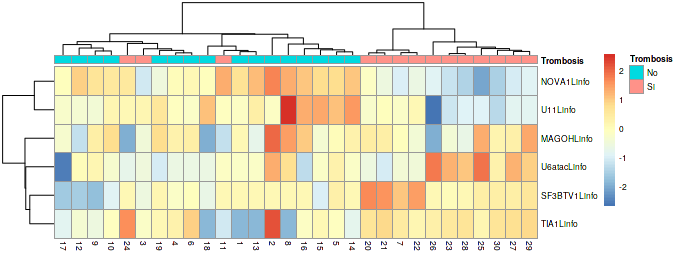 Trombosis
NOVA1Linfo
U11Linfo
MAGOHLinfo
U6atacLinfo
SF3BTV1Linfo
TIA1Linfo
17 12 9 10 24 3 19 4 6 18 11 1 13 2 8 16 15 5 14 20 21 7 22 26 23 28 25 30 27 29
2
1
0
-1
-2
Trombosis
No
Si